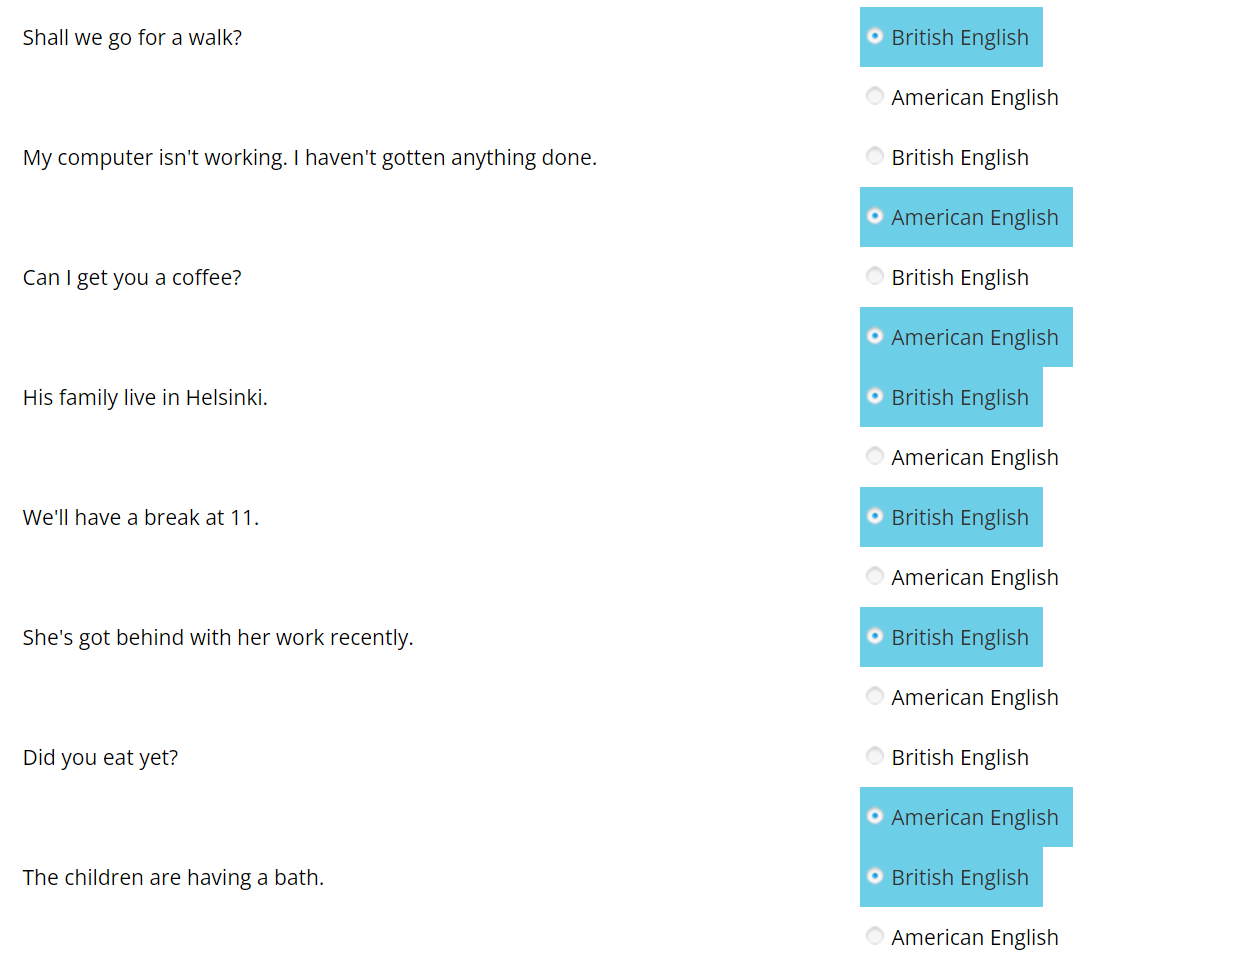 Shall we go for a walk?
British English
American English
My computer isn't working. I haven't gotten anything done.
British English
American English
Can I get you a coffee?
British English
American English
His family live in Helsinki.
British English
American English
We'll have a break at 11.
British English
American English
She's got behind with her work recently.
British English
American English
Did you eat yet?
British English
American English
The children are having a bath.
British English
American English